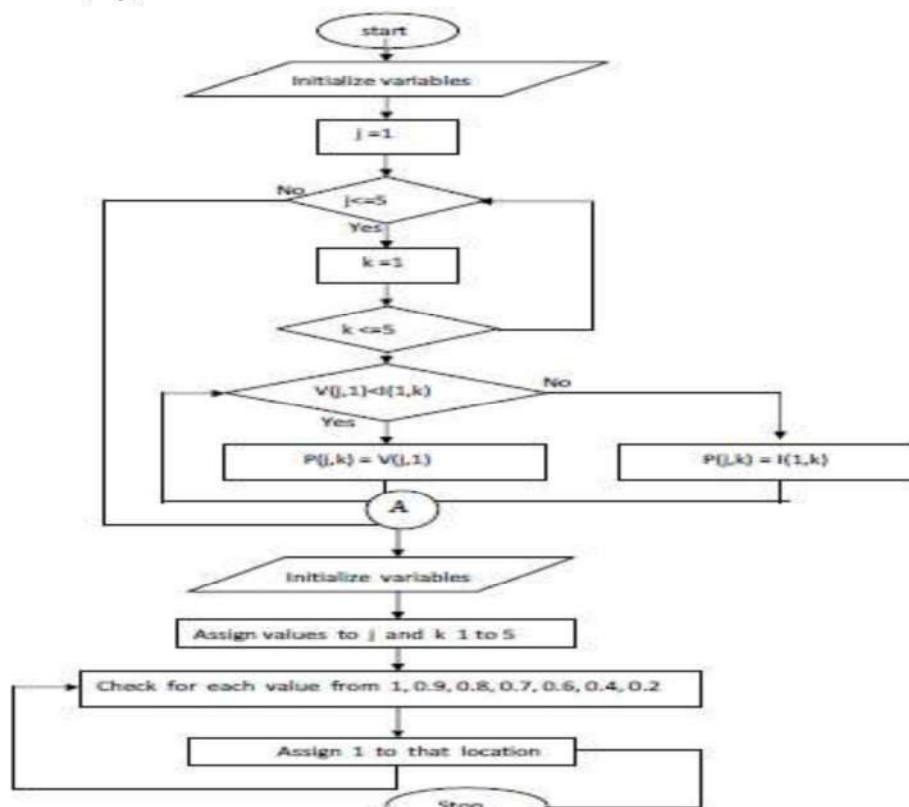 start
Initialize variables
j =1
No
j<=5
Yes
k =1
k <=5
V(j,1)<I(1,k)
No
Yes
P(j,k) = V(j,1)
P(j,k) = I(1,k)
A
Initialize variables
Assign values to j and k 1 to 5
Check for each value from 1, 0.9, 0.8, 0.7, 0.6, 0.4, 0.2
Assign 1 to that location
Stop